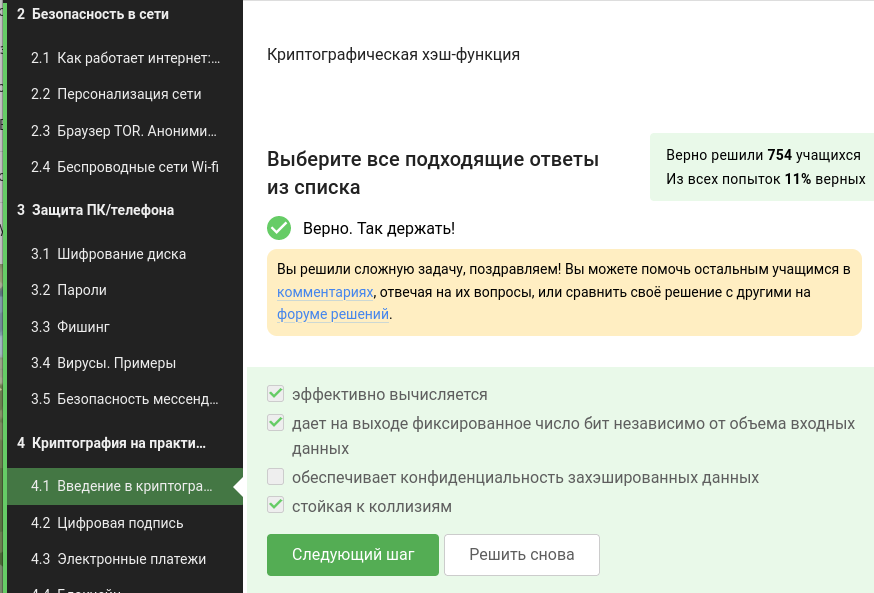 2 Безопасность в сети
2.1 Как работает интернет:...
2.2 Персонализация сети
2.3 Браузер TOR. Аноними...
2.4 Беспроводные сети Wi-fi
3 Защита ПК/телефона
3.1 Шифрование диска
3.2 Пароли
3.3 Фишинг
3.4 Вирусы. Примеры
3.5 Безопасность мессенд...
4 Криптография на практи...
4.1 Введение в криптогра...
4.2 Цифровая подпись
4.3 Электронные платежи
Криптографическая хэш-функция
Выберите все подходящие ответы
из списка
Верно решили 754 учащихся
Из всех попыток 11% верных
Верно. Так держать!
Вы решили сложную задачу, поздравляем! Вы можете помочь остальным учащимся в
комментариях, отвечая на их вопросы, или сравнить своё решение с другими на
форуме решений.
эффективно вычисляется
дает на выходе фиксированное число бит независимо от объема входных
данных
обеспечивает конфиденциальность захэшированных данных
стойкая к коллизиям
Следующий шаг
Решить снова